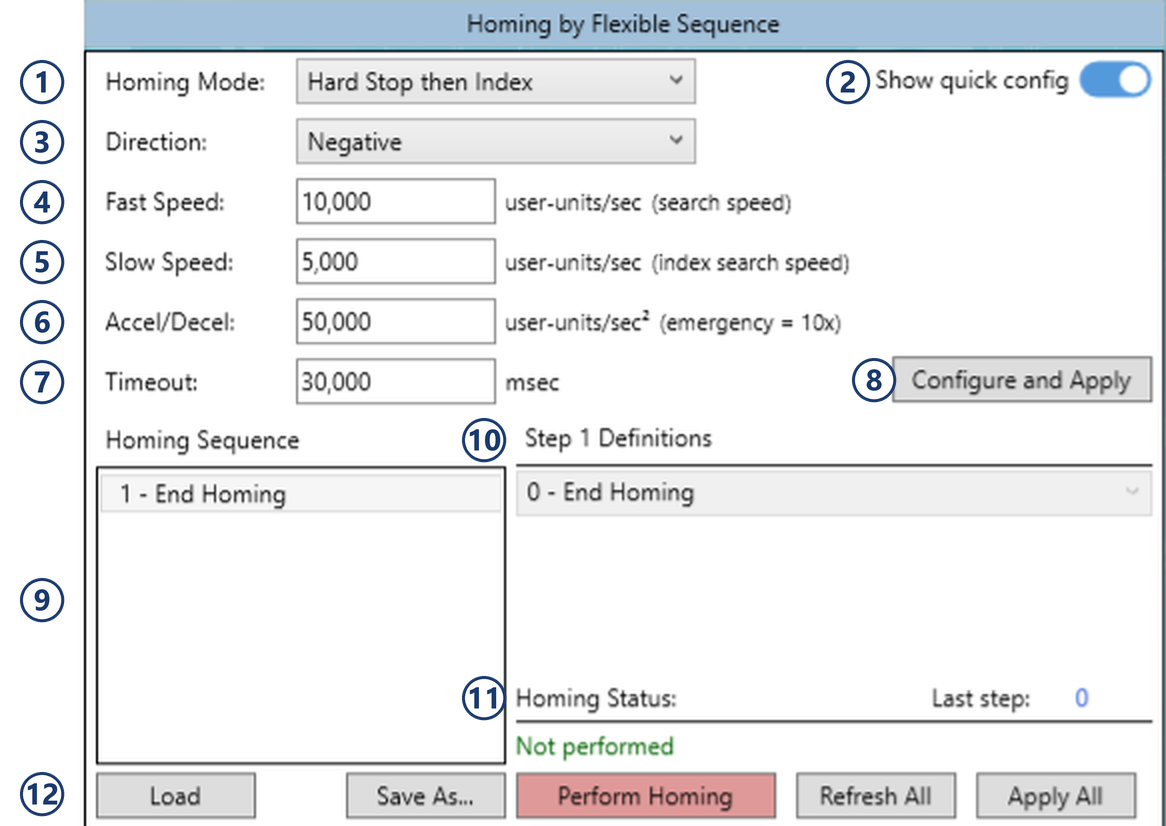 Homing by Flexible Sequence
1 Homing Mode: Hard Stop then Index 2 Show quick config
3 Direction: Negative
4 Fast Speed: 10,000 user-units/sec (search speed)
5 Slow Speed: 5,000 user-units/sec (index search speed)
6 Accel/Decel: 50,000 user-units/sec² (emergency = 10x)
7 Timeout: 30,000 msec 8 Configure and Apply
Homing Sequence 10 Step 1 Definitions
1 - End Homing 0 - End Homing
9
11 Homing Status: Last step: 0
Not performed
12 Load Save As... Perform Homing Refresh All Apply All